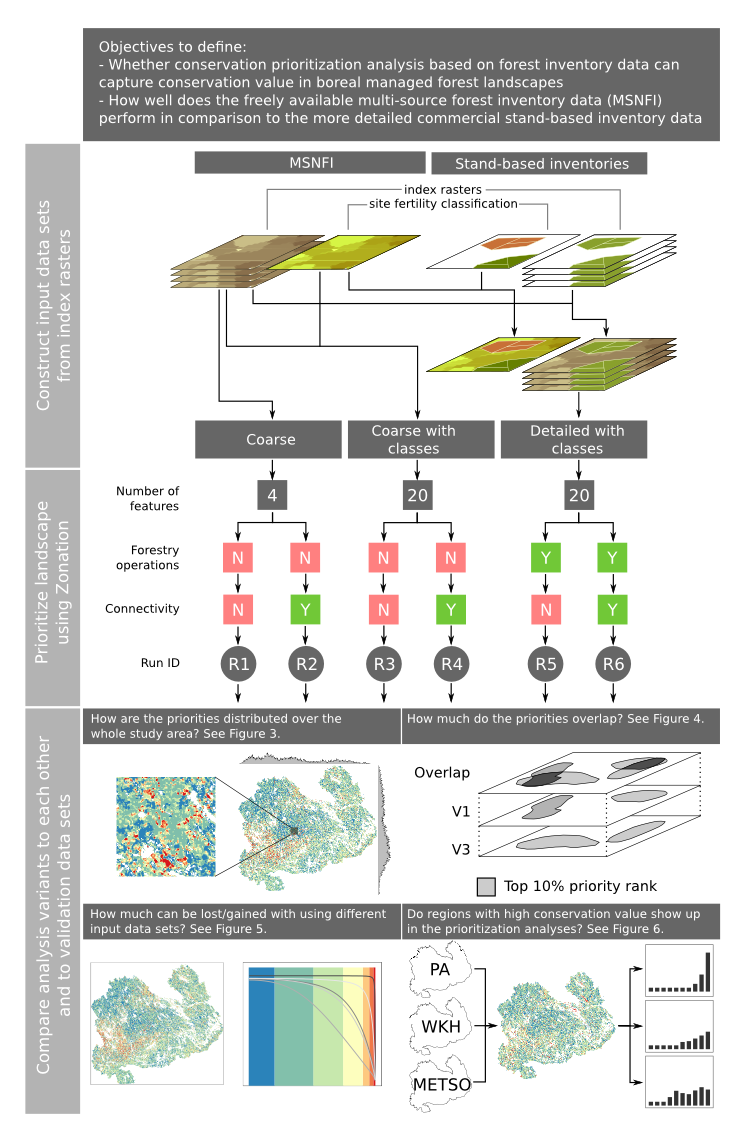 Objectives to define:
- Whether conservation prioritization analysis based on forest inventory data can
capture conservation value in boreal managed forest landscapes
- How well does the freely available multi-source forest inventory data (MSNFI)
perform in comparison to the more detailed commercial stand-based inventory data
Construct input data sets
from index rasters
MSNFI
Stand-based inventories
index rasters
site fertility classification
Coarse
Coarse with
classes
Detailed with
classes
Prioritize landscape
using Zonation
Number of
features
4
20
20
Forestry
operations
N
N
N
N
Y
Y
Connectivity
N
Y
N
Y
N
Y
Run ID
R1
R2
R3
R4
R5
R6
Compare analysis variants to each other
and to validation data sets
How are the priorities distributed over the
whole study area? See Figure 3.
How much do the priorities overlap? See Figure 4.
Overlap
V1
V3
Top 10% priority rank
How much can be lost/gained with using different
input data sets? See Figure 5.
Do regions with high conservation value show up
in the prioritization analyses? See Figure 6.
PA
WKH
METSO